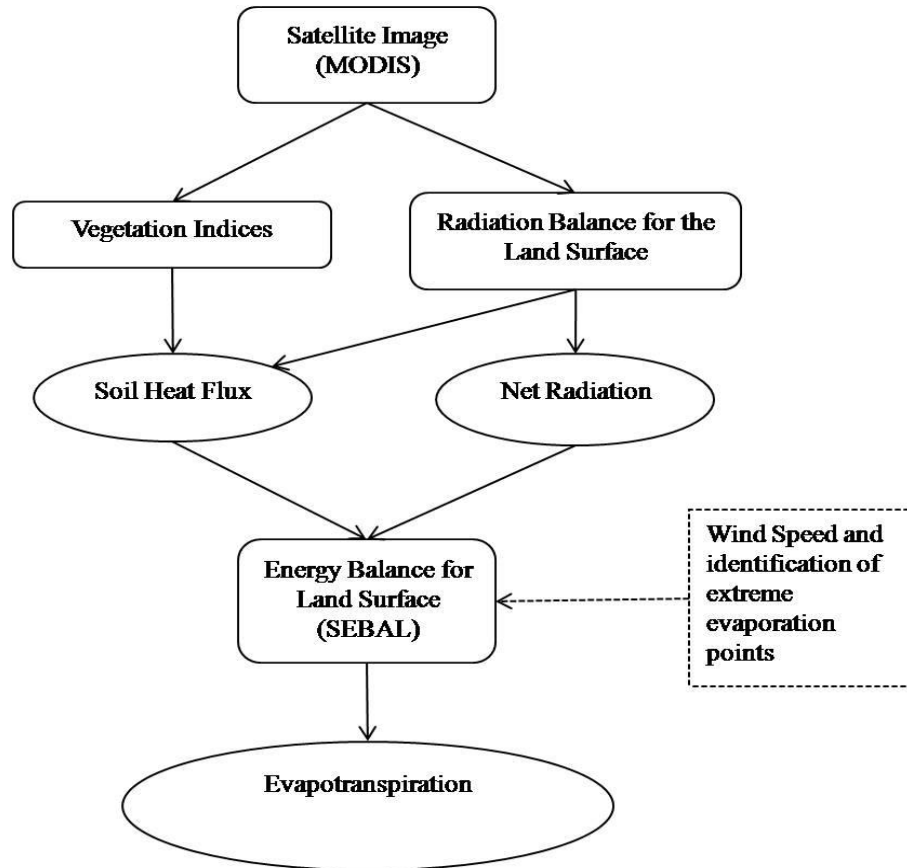 Satellite Image
(MODIS)
Vegetation Indices
Radiation Balance for the
Land Surface
Soil Heat Flux
Net Radiation
Energy Balance for
Land Surface
(SEBAL)
Wind Speed and
identification of
extreme
evaporation
points
Evapotranspiration